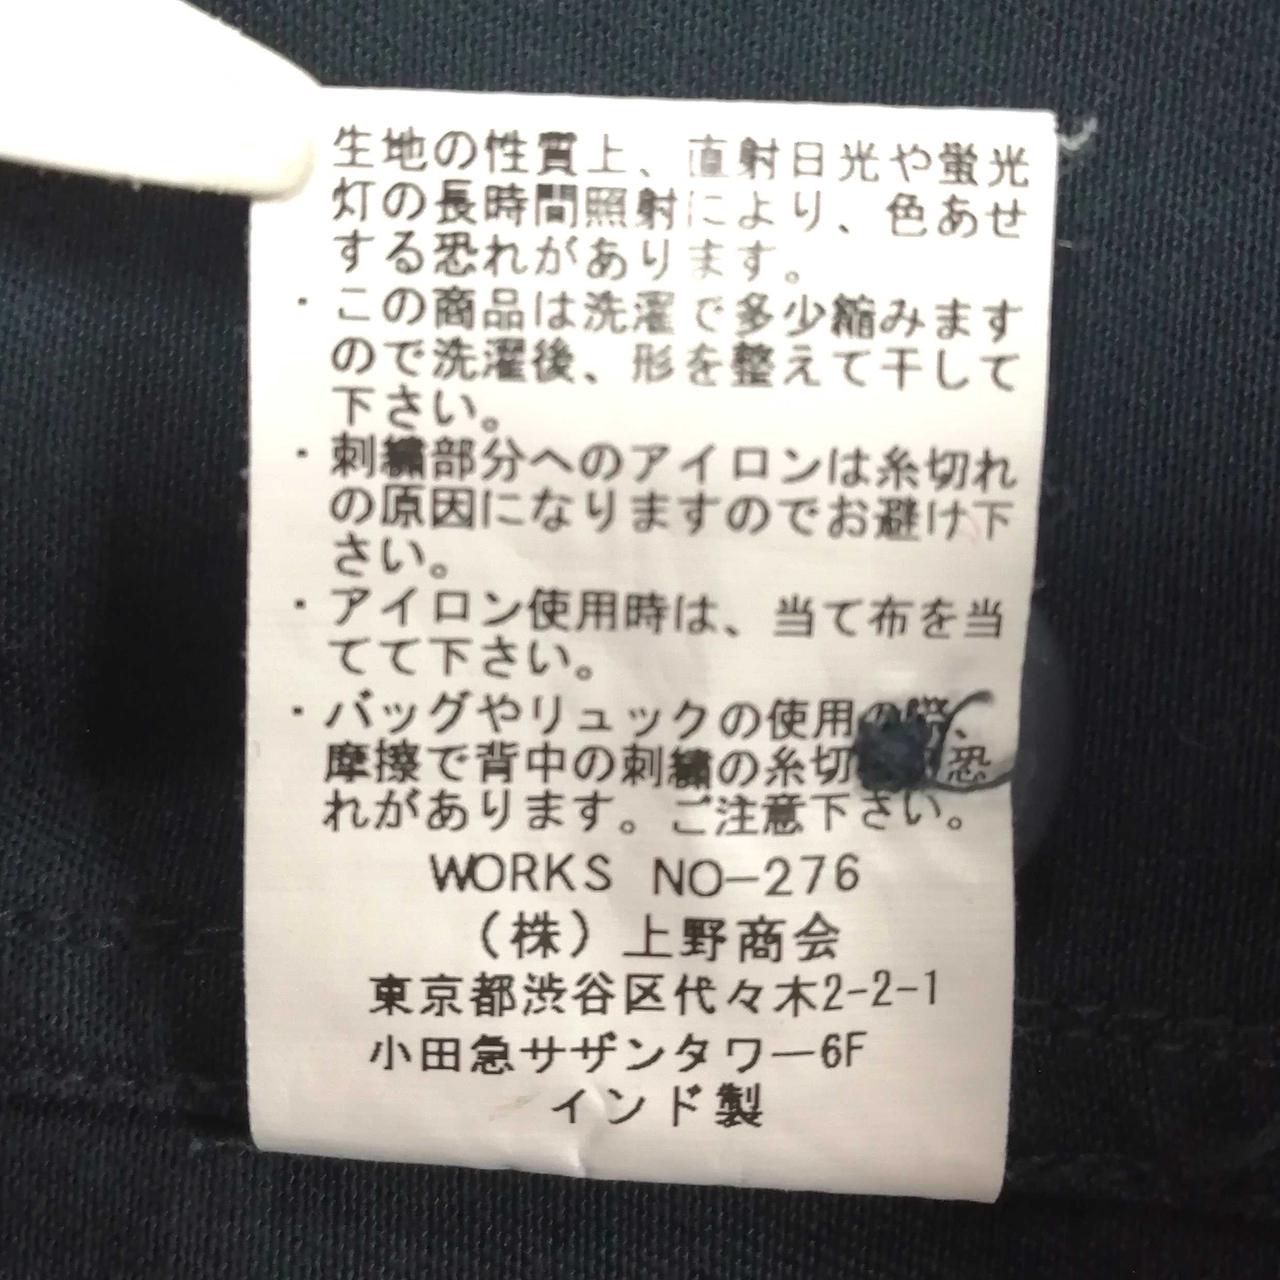 生地の性質上、直射日光や蛍光
灯の長時間照射により、色あせ
する恐れがあります。
・この商品は洗濯で多少縮みます
ので洗濯後、形を整えて干して
下さい。
・刺繍部分へのアイロンは糸切れ
の原因になりますのでお避け下
さい。
・アイロン使用時は、当て布を当
てて下さい。
・バッグやリュックの使用の際、
摩擦で背中の刺繍の糸切 恐
れがあります。ご注意下さい。
WORKS NO-276
(株)上野商会
東京都渋谷区代々木2-2-1
小田急サザンタワー6F
インド製